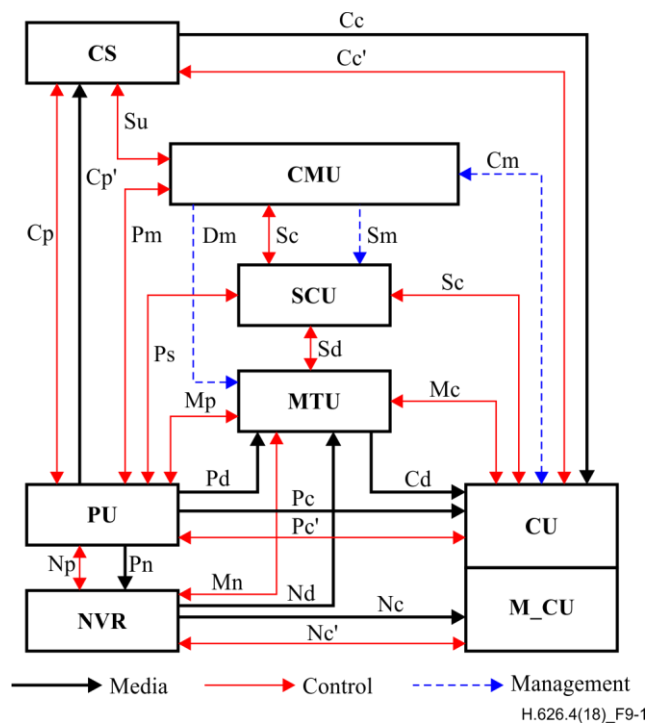 Cc
CS
Cc'
Su
CMU
Cm
Cp'
Cp
Pm
Dm
Sc
Sm
SCU
Sc
Ps
Sd
Mp
MTU
Mc
Pd
Cd
PU
Pc
CU
Pc'
Np
Pn
Mn
Nd
Nc
NVR
M_CU
Nc'
Media
Control
Management
H.626.4(18)_F9-1